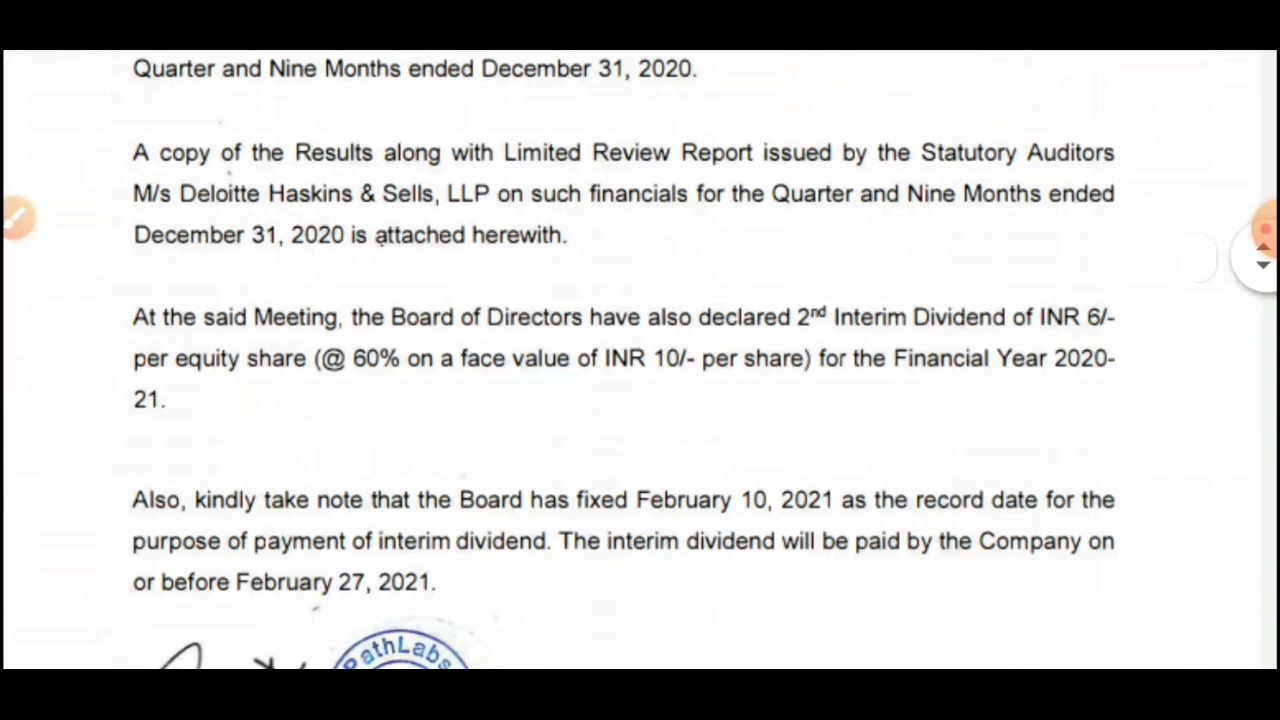 Quarter and Nine Months ended December 31, 2020.
A copy of the Results along with Limited Review Report issued by the Statutory Auditors
M/s Deloitte Haskins & Sells, LLP on such financials for the Quarter and Nine Months ended
December 31, 2020 is attached herewith.
At the said Meeting, the Board of Directors have also declared 2nd Interim Dividend of INR 6/-
per equity share (@ 60% on a face value of INR 10/- per share) for the Financial Year 2020-
21.
Also, kindly take note that the Board has fixed February 10, 2021 as the record date for the
purpose of payment of interim dividend. The interim dividend will be paid by the Company on
or before February 27, 2021.
PathLabs